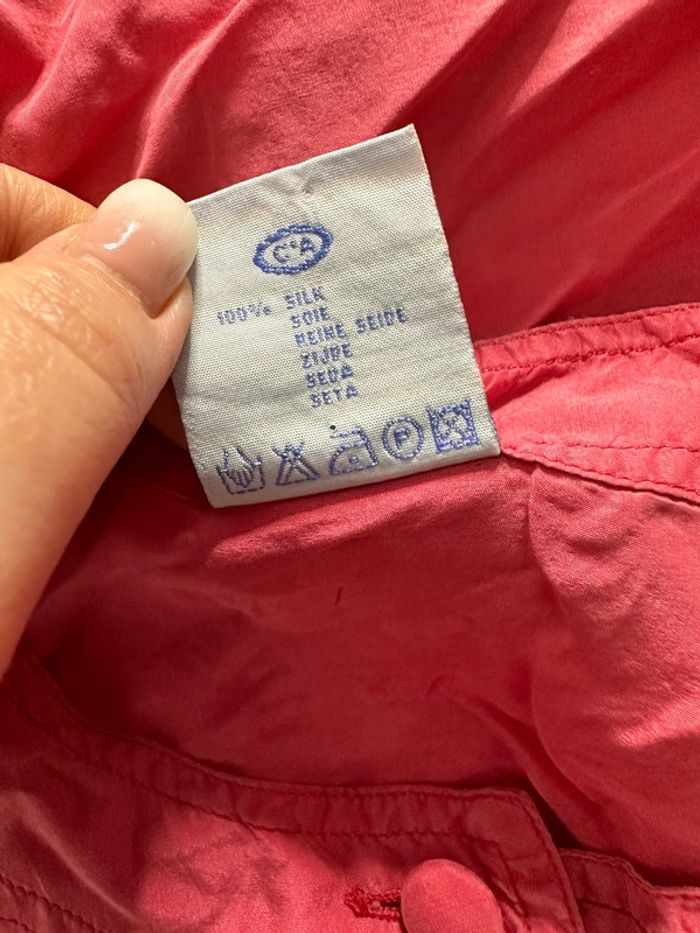 C&A
100% SILK
SOIE
REINE SEIDE
ZIJDE
SEDA
SETA
P